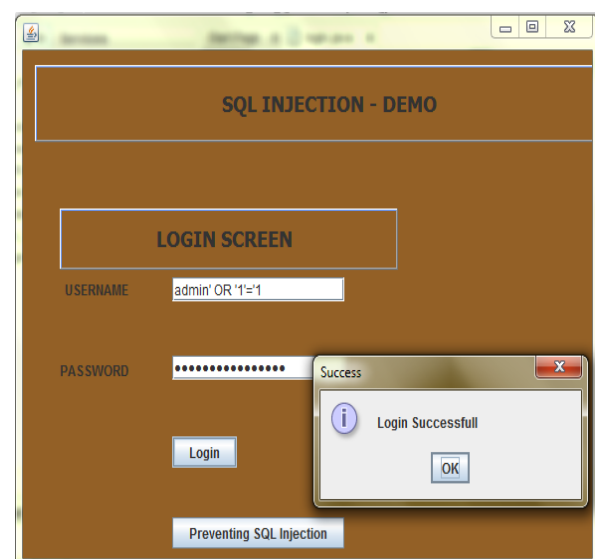 SQL INJECTION - DEMO
LOGIN SCREEN
USERNAME admin' OR '1'='1
PASSWORD ••••••••••••••••
Success
Login Successfull
OK
Login
Preventing SQL Injection